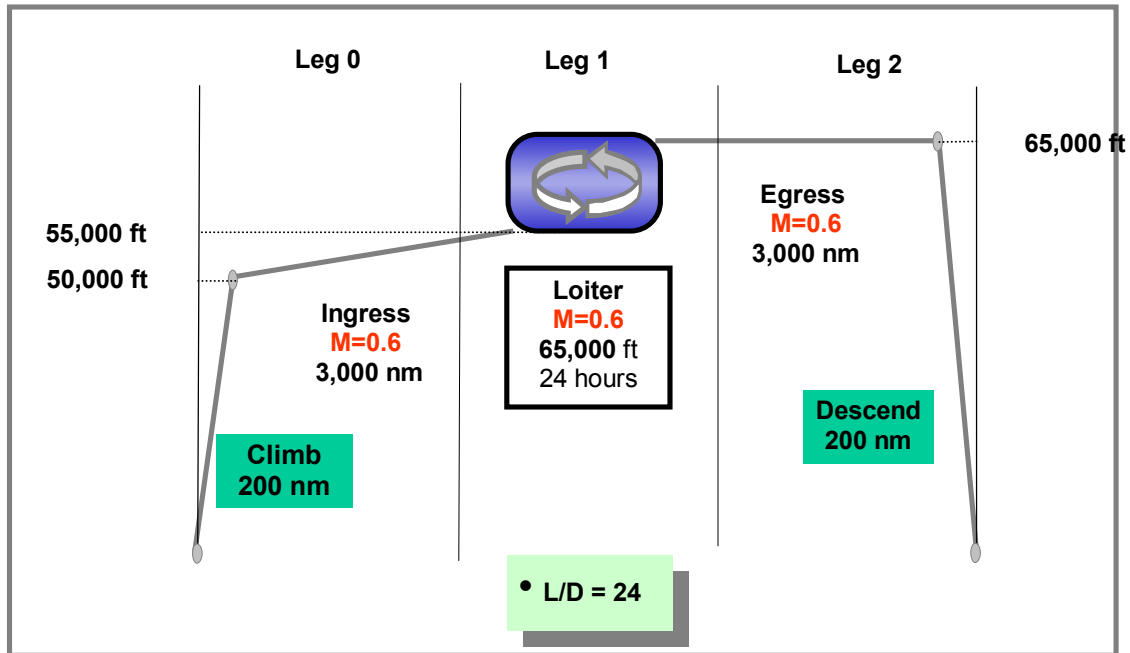 Leg 0
Leg 1
Leg 2
65,000 ft
55,000 ft
50,000 ft
Ingress
M=0.6
3,000 nm
Loiter
M=0.6
65,000 ft
24 hours
Egress
M=0.6
3,000 nm
Climb
200 nm
Descend
200 nm
• L/D = 24